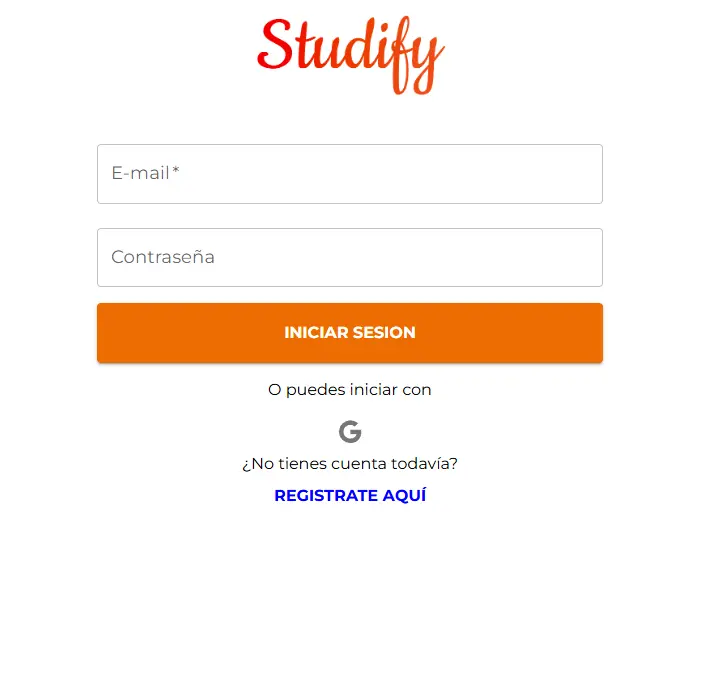 Studify
E-mail *
Contraseña
INICIAR SESION
O puedes iniciar con
G
¿No tienes cuenta todavía?
REGISTRATE AQUÍ